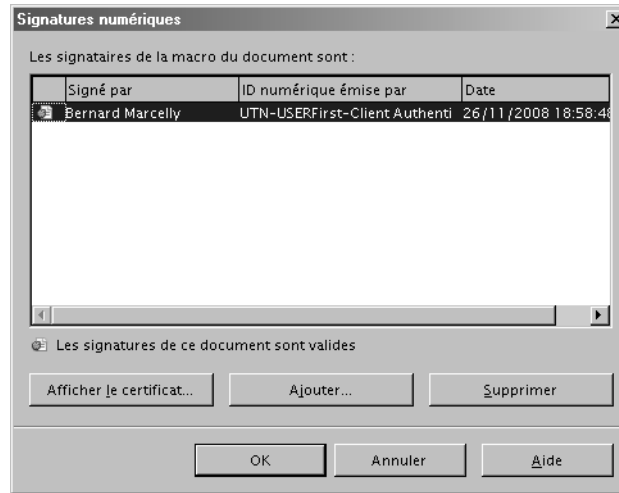 Signatures numériques
Les signataires de la macro du document sont :
Signé par ID numérique émise par Date
Bernard Marcelly UTN-USERFirst-Client Authenti 26/11/2008 18:58:48
Les signatures de ce document sont valides
Afficher le certificat... Ajouter... Supprimer
OK Annuler Aide